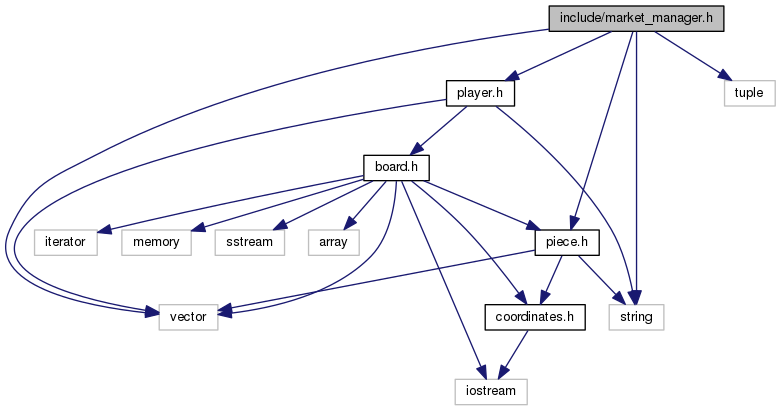 include/market_manager.h
player.h
tuple
board.h
iterator
memory
sstream
array
piece.h
vector
coordinates.h
string
iostream